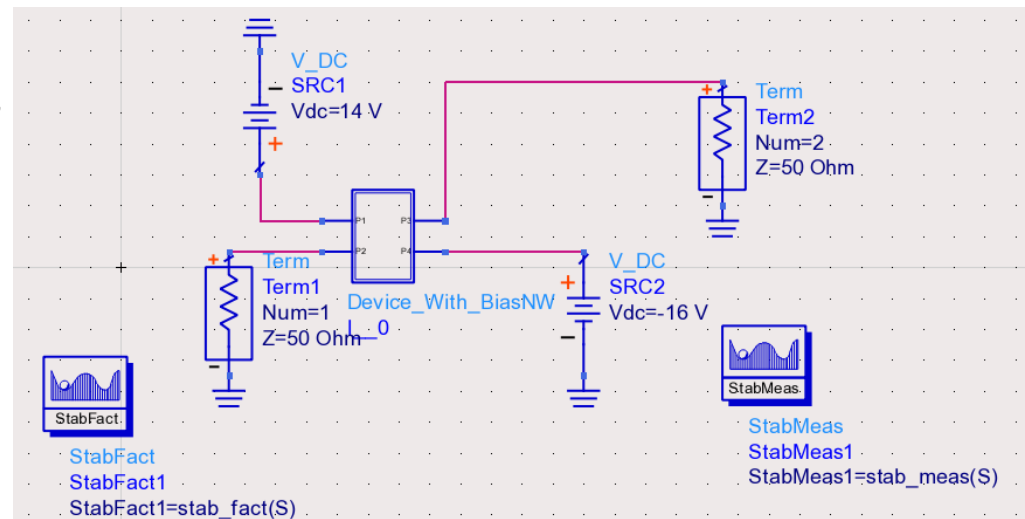 V_DC
SRC1
Vdc=14 V
Term
Term2
Num=2
Z=50 Ohm
P1
P3
P2
P4
Term
Term1
Num=1
Z=50 Ohm
Device_With_BiasNW
I__0
V_DC
SRC2
Vdc=-16 V
StabFact
StabFact
StabFact1
StabFact1=stab_fact(S)
StabMeas
StabMeas
StabMeas1
StabMeas1=stab_meas(S)